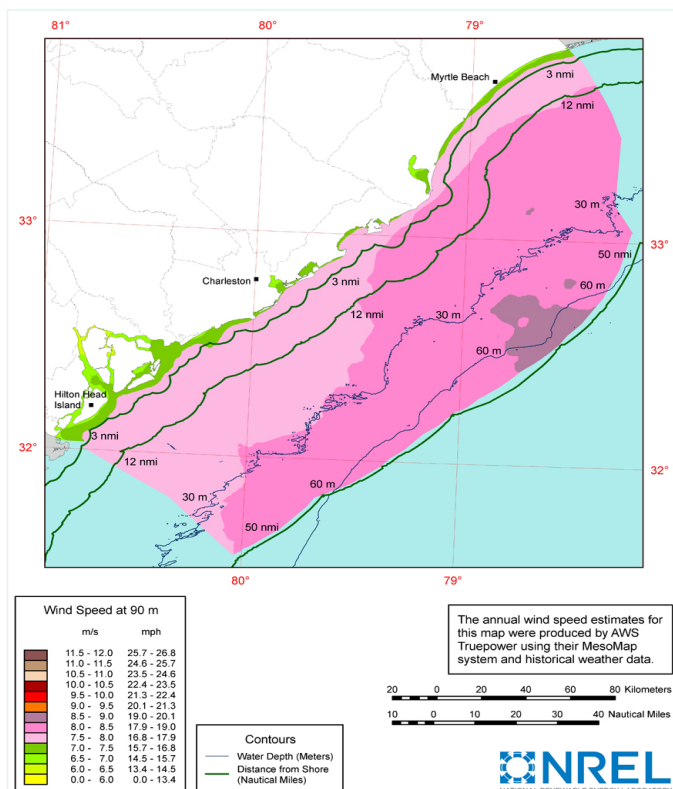 81°
80°
79°
Myrtle Beach
3 nmi
12 nmi
33°
30 m
33°
50 nmi
Charleston
60 m
3 nmi
12 nmi
30 m
60 m
Hilton Head
Island
3 nmi
32°
12 nmi
32°
60 m
30 m
50 nmi
80°
79°
Wind Speed at 90 m
m/s mph
11.5 - 12.0 25.7 - 26.8
11.0 - 11.5 24.6 - 25.7
10.5 - 11.0 23.5 - 24.6
10.0 - 10.5 22.4 - 23.5
9.5 - 10.0 21.3 - 22.4
9.0 - 9.5 20.1 - 21.3
8.5 - 9.0 19.0 - 20.1
8.0 - 8.5 17.9 - 19.0
7.5 - 8.0 16.8 - 17.9
7.0 - 7.5 15.7 - 16.8
6.5 - 7.0 14.5 - 15.7
6.0 - 6.5 13.4 - 14.5
0.0 - 6.0 0.0 - 13.4
Contours
Water Depth (Meters)
Distance from Shore
(Nautical Miles)
The annual wind speed estimates for
this map were produced by AWS
Truepower using their MesoMap
system and historical weather data.
20 0 20 40 60 80 Kilometers
10 0 10 20 30 40 Nautical Miles
NREL
NATIONAL RENEWABLE ENERGY LABORATORY